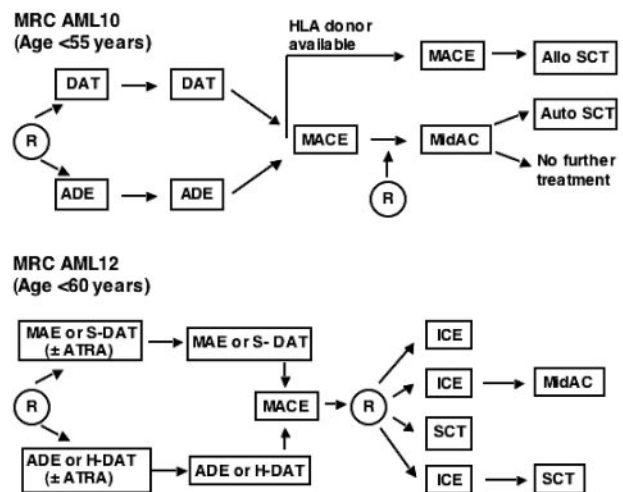 MRC AML10
(Age <55 years)
HLA donor
available
MACE
Allo SCT
DAT
DAT
R
MACE
MidAC
Auto SCT
No further
treatment
ADE
ADE
R
MRC AML12
(Age <60 years)
MAE or S-DAT
(± ATRA)
MAE or S- DAT
ICE
R
MACE
R
ICE
MidAC
SCT
ADE or H-DAT
(± ATRA)
ADE or H-DAT
ICE
SCT